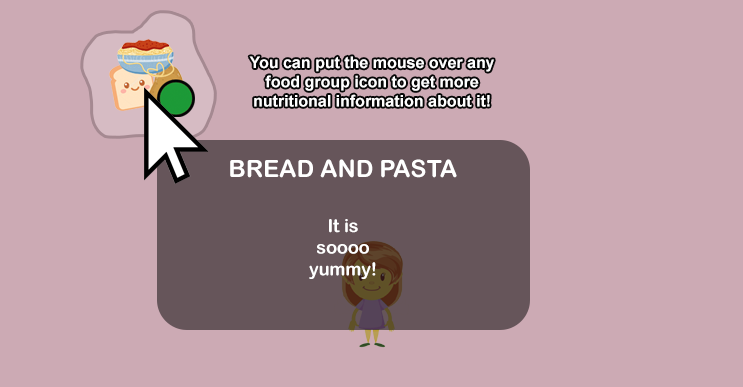 You can put the mouse over any
food group icon to get more
nutritional information about it!
BREAD AND PASTA
It is
soooo
yummy!